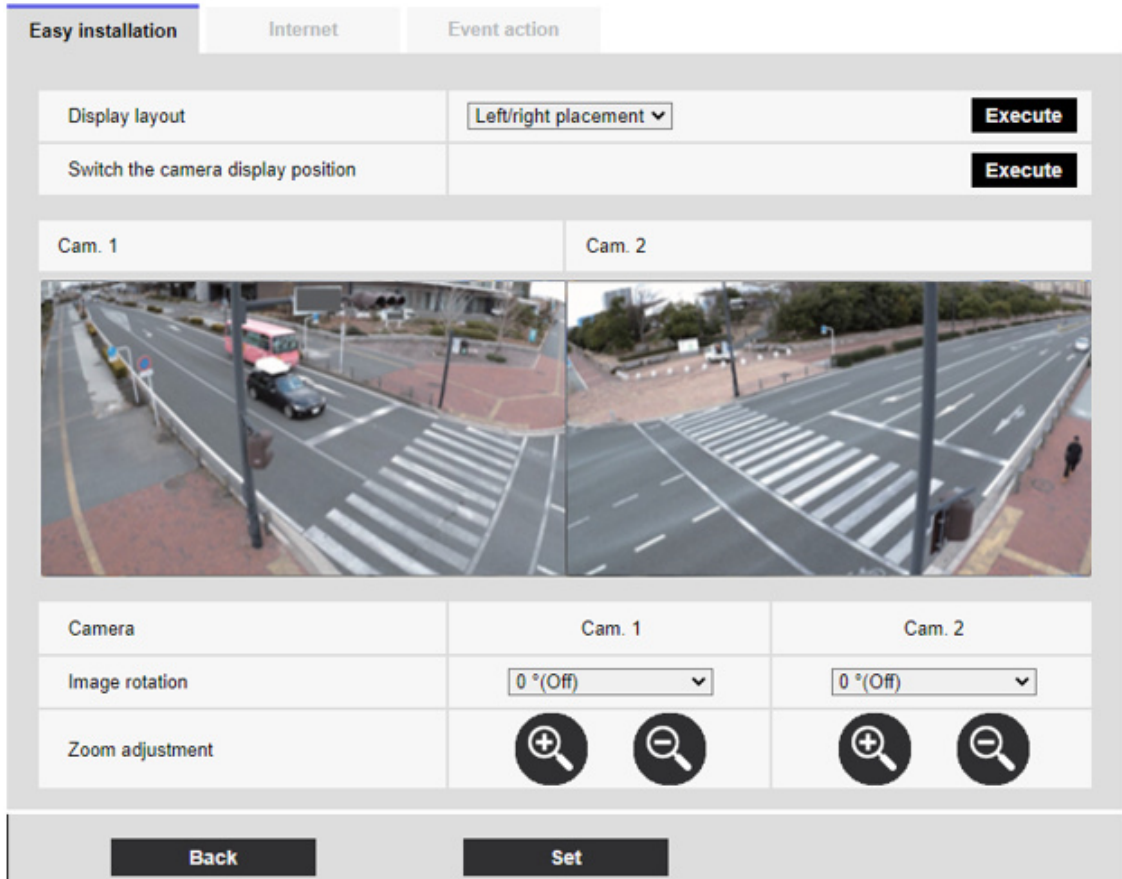 Easy installation Internet Event action
Display layout Left/right placement Execute
Switch the camera display position Execute
Cam. 1 Cam. 2
Camera Cam. 1 Cam. 2
Image rotation 0 °(Off) 0 °(Off)
Zoom adjustment
Back Set